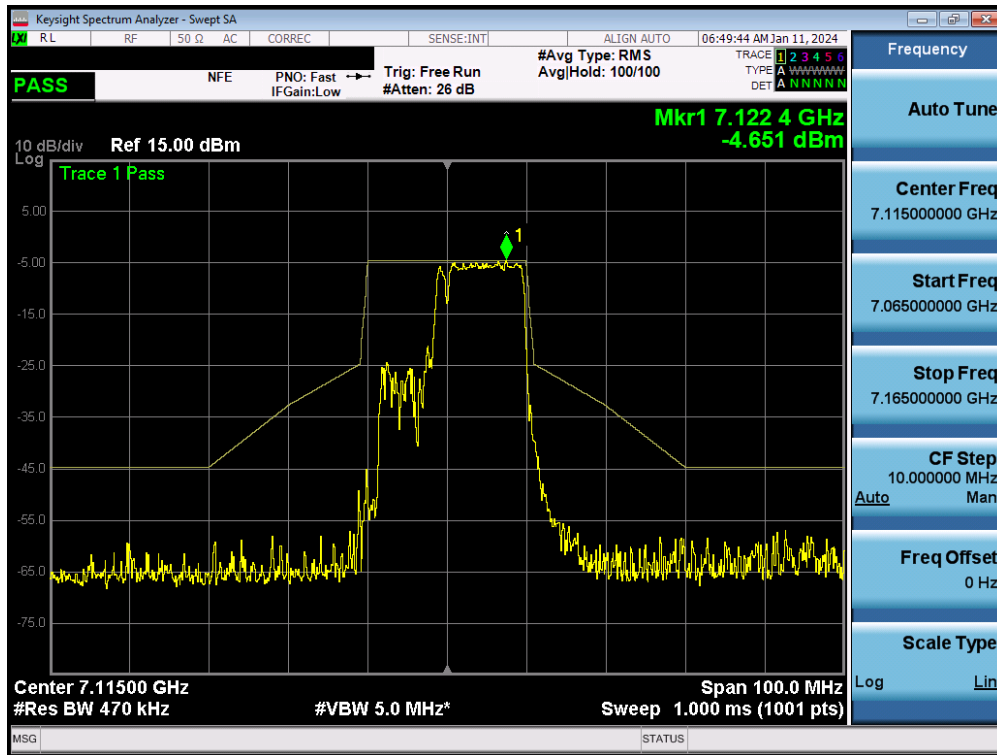 Keysight Spectrum Analyzer - Swept SA
LXI RL RF 50 Ω AC CORREC SENSE:INT ALIGN AUTO 06:49:44 AM Jan 11, 2024
PASS
NFE
PNO: Fast
IFGain:Low
Trig: Free Run
#Atten: 26 dB
#Avg Type: RMS
Avg|Hold: 100/100
TRACE 1 2 3 4 5 6
TYPE A WWWWWWW
DET A N N N N N
Mkr1 7.122 4 GHz
-4.651 dBm
10 dB/div Ref 15.00 dBm
Log
Trace 1 Pass
1
5.00
-5.00
-15.0
-25.0
-35.0
-45.0
-55.0
-65.0
-75.0
Center 7.11500 GHz Span 100.0 MHz
#Res BW 470 kHz #VBW 5.0 MHz* Sweep 1.000 ms (1001 pts)
MSG STATUS
Frequency
Auto Tune
Center Freq
7.115000000 GHz
Start Freq
7.065000000 GHz
Stop Freq
7.165000000 GHz
CF Step
10.000000 MHz
Auto Man
Freq Offset
0 Hz
Scale Type
Log Lin